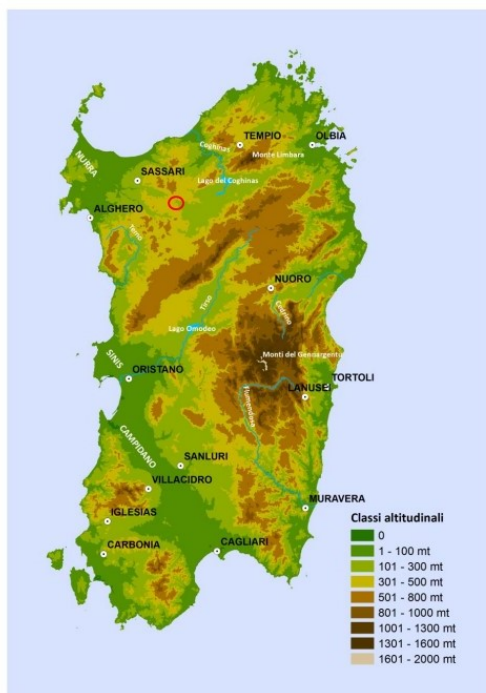 TEMPIO
OLBIA
Coghinas
Monte Limbara
NURRA
SASSARI
Lago del Coghinas
ALGHERO
Temo
NUORO
Tirso
Cedrino
Lago Omodeo
SINIS
Monti del Gennargentu
ORISTANO
TORTOLI
LANUSEI
Flumendosa
CAMPIDANO
SANLURI
VILLACIDRO
MURAVERA
IGLESIAS
CARBONIA
CAGLIARI
Classi altitudinali
0
1 - 100 mt
101 - 300 mt
301 - 500 mt
501 - 800 mt
801 - 1000 mt
1001 - 1300 mt
1301 - 1600 mt
1601 - 2000 mt